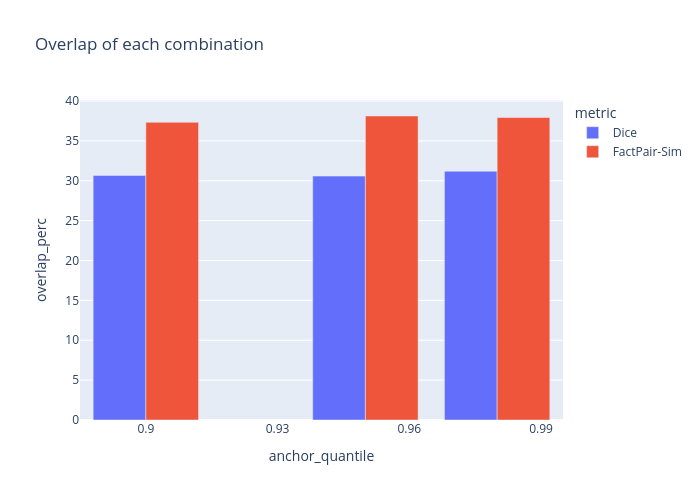 Overlap of each combination
metric
Dice
FactPair-Sim
overlap_perc
40
35
30
25
20
15
10
5
0
0.9
0.93
0.96
0.99
anchor_quantile